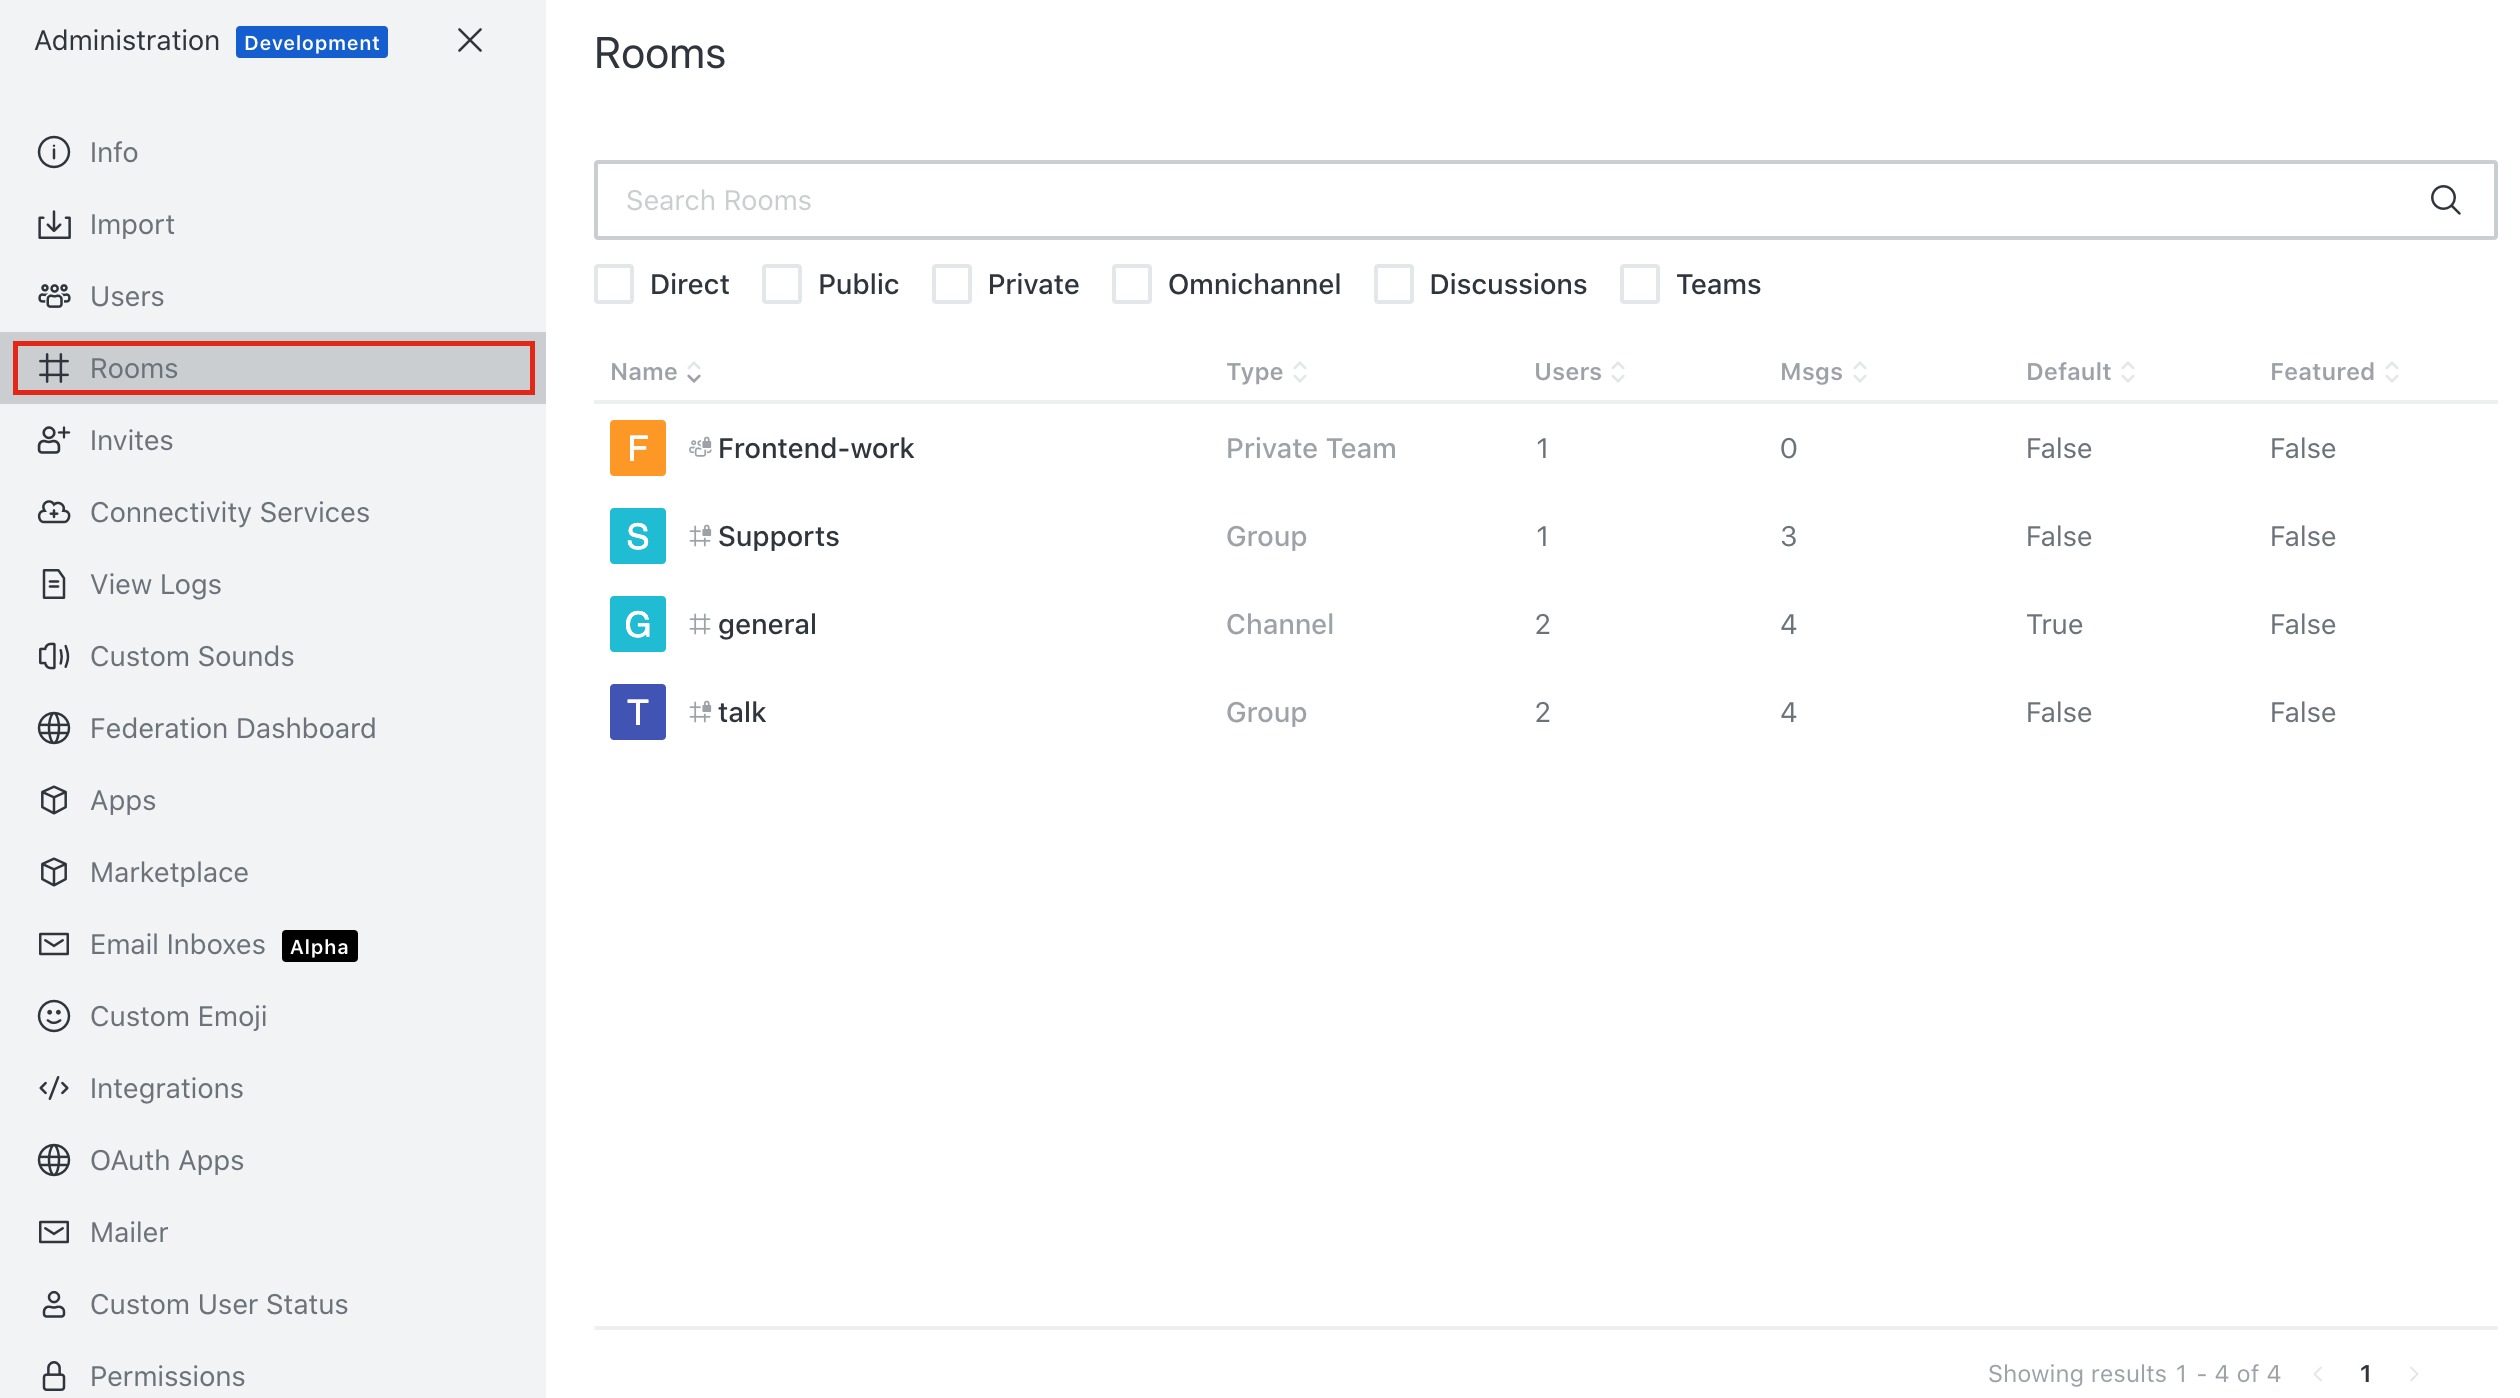 Administration Development
Info
Import
Users
Rooms
Invites
Connectivity Services
View Logs
Custom Sounds
Federation Dashboard
Apps
Marketplace
Email Inboxes Alpha
Custom Emoji
Integrations
OAuth Apps
Mailer
Custom User Status
Permissions
Rooms
Search Rooms
Direct Public Private Omnichannel Discussions Teams
Name Type Users Msgs Default Featured
F Frontend-work Private Team 1 0 False False
S Supports Group 1 3 False False
G general Channel 2 4 True False
T talk Group 2 4 False False
Showing results 1 - 4 of 4 1